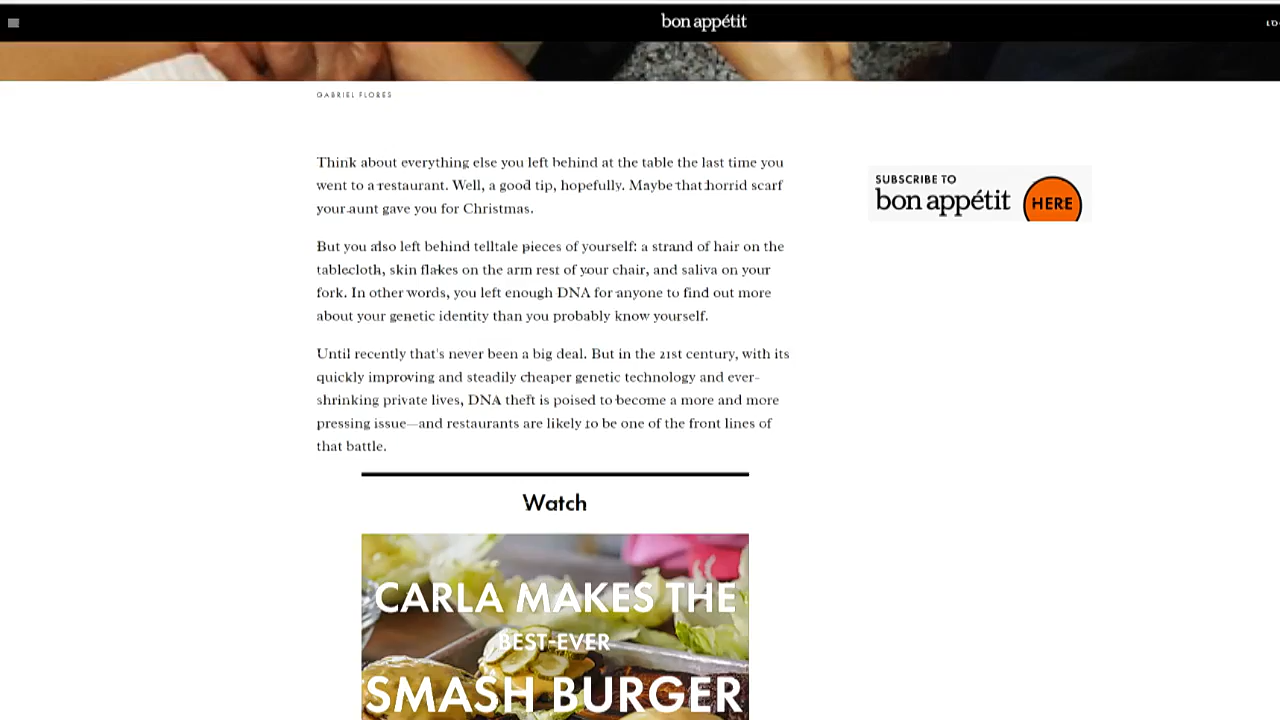 bon appétit
GABRIEL FLORES
Think about everything else you left behind at the table the last time you
went to a restaurant. Well, a good tip, hopefully. Maybe that horrid scarf
your aunt gave you for Christmas.
But you also left behind telltale pieces of yourself: a strand of hair on the
tablecloth, skin flakes on the arm rest of your chair, and saliva on your
fork. In other words, you left enough DNA for anyone to find out more
about your genetic identity than you probably know yourself.
Until recently that's never been a big deal. But in the 21st century, with its
quickly improving and steadily cheaper genetic technology and ever-
shrinking private lives, DNA theft is poised to become a more and more
pressing issue—and restaurants are likely to be one of the front lines of
that battle.
SUBSCRIBE TO
bon appétit HERE
Watch
CARLA MAKES THE
BEST-EVER
SMASH BURGER